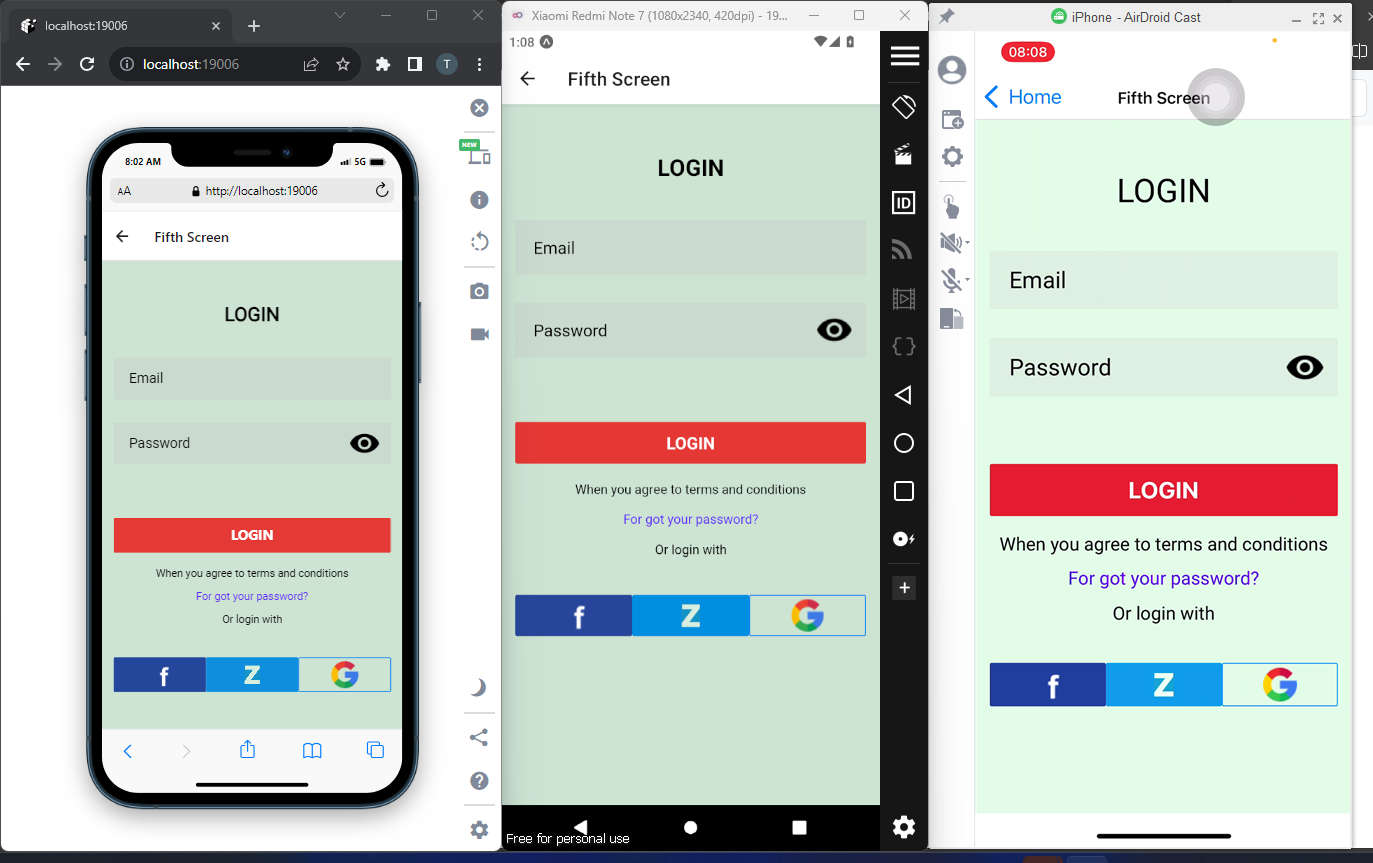 localhost:19006
localhost:19006
T
NEW
8:02 AM
5G
AA
http://localhost:19006
Fifth Screen
LOGIN
Email
Password
LOGIN
When you agree to terms and conditions
For got your password?
Or login with
f
Z
G
Xiaomi Redmi Note 7 (1080x2340, 420dpi) - 19...
1:08
Fifth Screen
LOGIN
Email
Password
LOGIN
When you agree to terms and conditions
For got your password?
Or login with
f
Z
G
Free for personal use
ID
iPhone - AirDroid Cast
08:08
Home
Fifth Screen
LOGIN
Email
Password
LOGIN
When you agree to terms and conditions
For got your password?
Or login with
f
Z
G